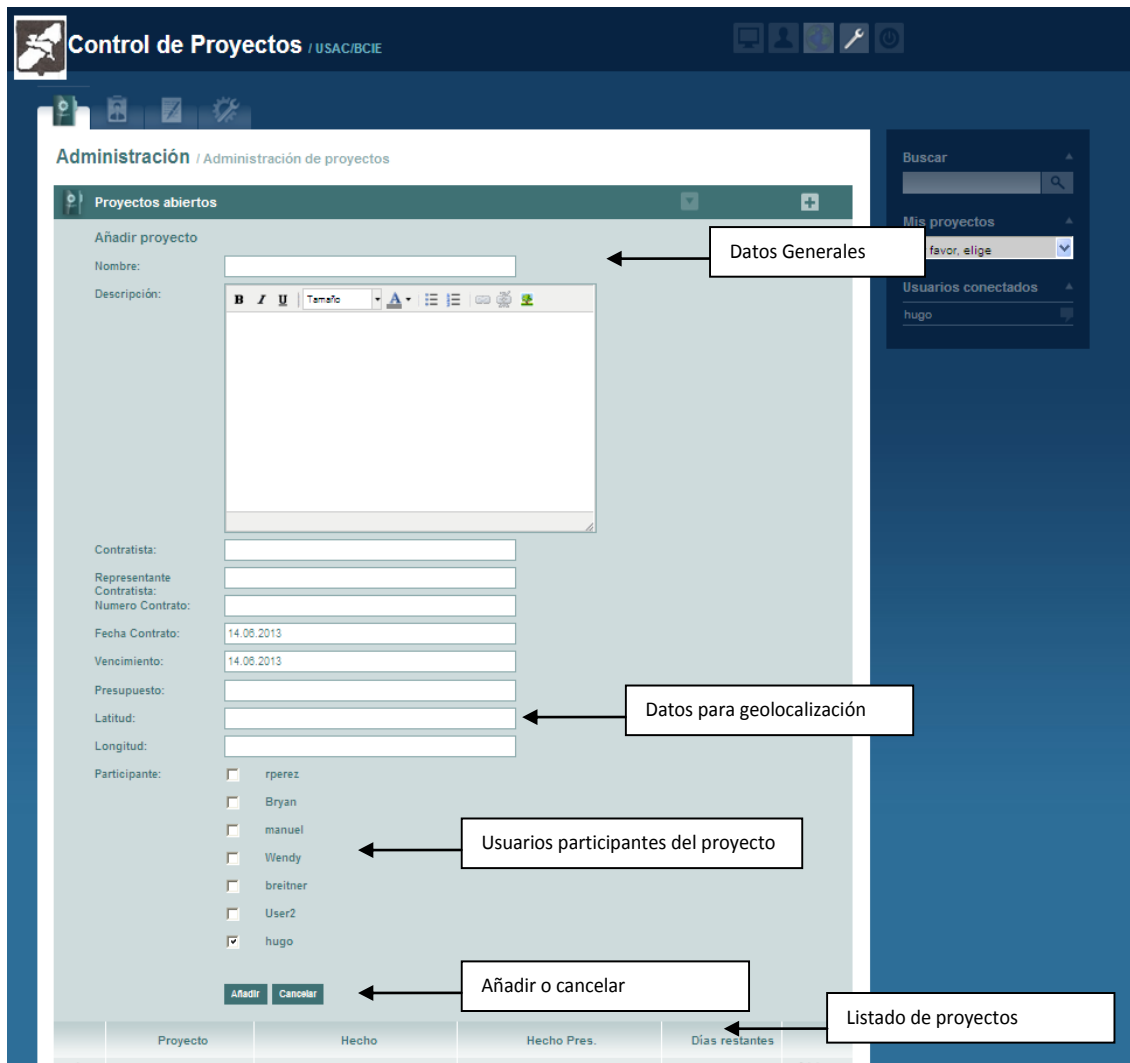 Control de Proyectos / USAC/BCIE
Administración / Administración de proyectos
Buscar
Proyectos abiertos
Mis proyectos
favor, elige
Usuarios conectados
hugo
Añadir proyecto
Datos Generales
Nombre:
Descripción:
B I U Tamaño A
Contratista:
Representante
Contratista:
Numero Contrato:
Fecha Contrato: 14.06.2013
Vencimiento: 14.06.2013
Presupuesto:
Datos para geolocalización
Latitud:
Longitud:
Participante: rperez
Bryan
manuel
Usuarios participantes del proyecto
Wendy
breitner
User2
hugo
Añadir o cancelar
Añadir Cancelar
Listado de proyectos
Proyecto Hecho Hecho Pres. Días restantes